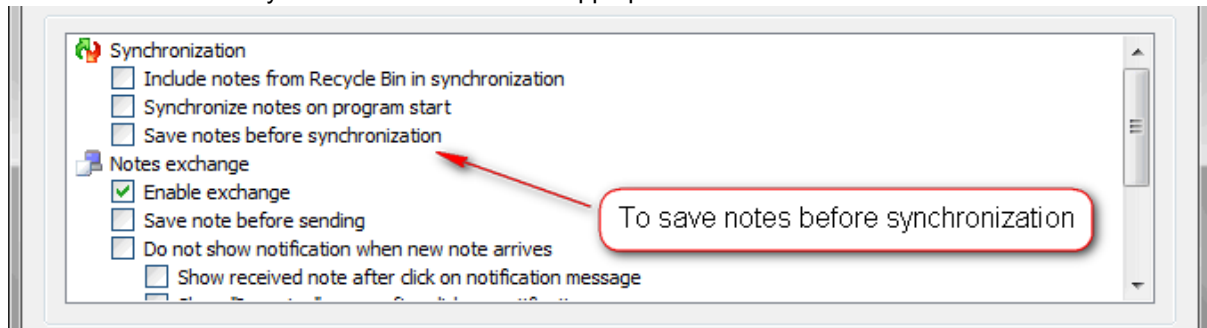 Synchronization
Include notes from Recycle Bin in synchronization
Synchronize notes on program start
Save notes before synchronization
Notes exchange
Enable exchange
Save note before sending
To save notes before synchronization
Do not show notification when new note arrives
Show received note after click on notification message